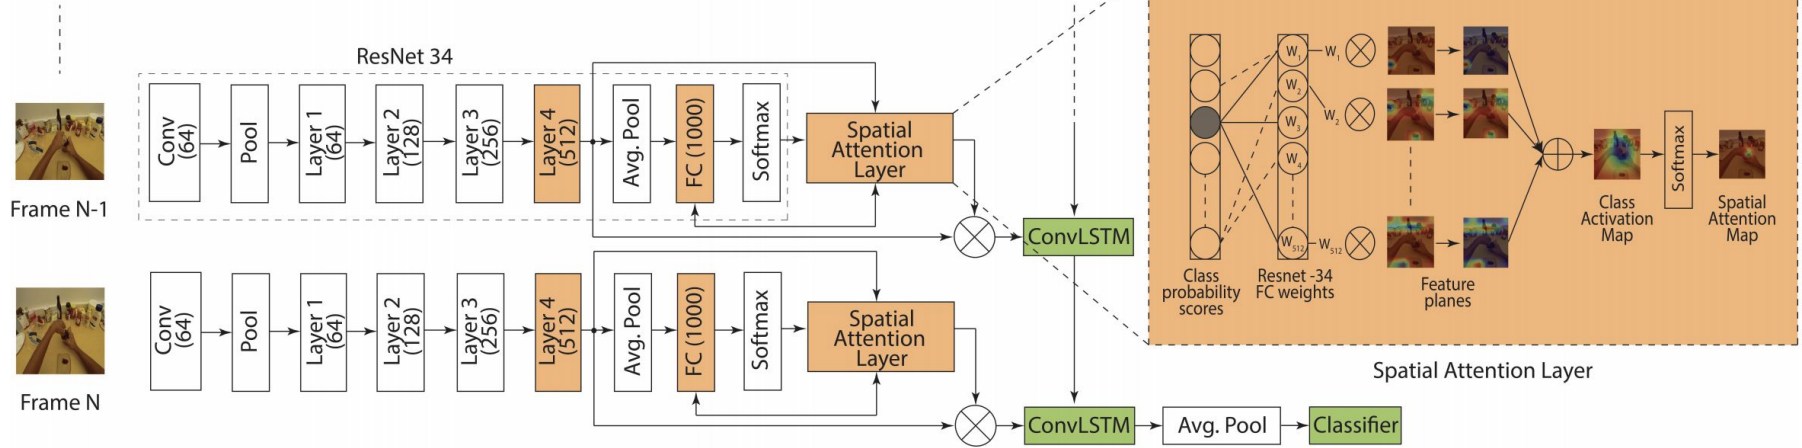 ResNet 34
Frame N-1
Conv
(64)
Pool
Layer 1
(64)
Layer 2
(128)
Layer 3
(256)
Layer 4
(512)
Avg. Pool
FC (1000)
Softmax
Spatial
Attention
Layer
ConvLSTM
Frame N
Conv
(64)
Pool
Layer 1
(64)
Layer 2
(128)
Layer 3
(256)
Layer 4
(512)
Avg. Pool
FC (1000)
Softmax
Spatial
Attention
Layer
ConvLSTM
Avg. Pool
Classifier
W1
W1
W2
W2
W3
W4
W512
W512
Class
probability
scores
Resnet -34
FC weights
Feature
planes
Class
Activation
Map
Softmax
Spatial
Attention
Map
Spatial Attention Layer